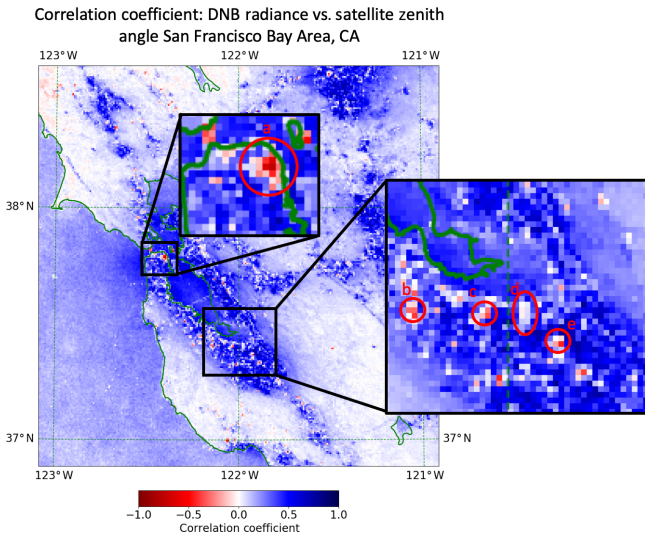 Correlation coefficient: DNB radiance vs. satellite zenith
angle San Francisco Bay Area, CA
123°W 122°W 121°W
a
38°N
b c d e
37°N 37°N
123°W 122°W 121°W
−1.0 −0.5 0.0 0.5 1.0
Correlation coefficient